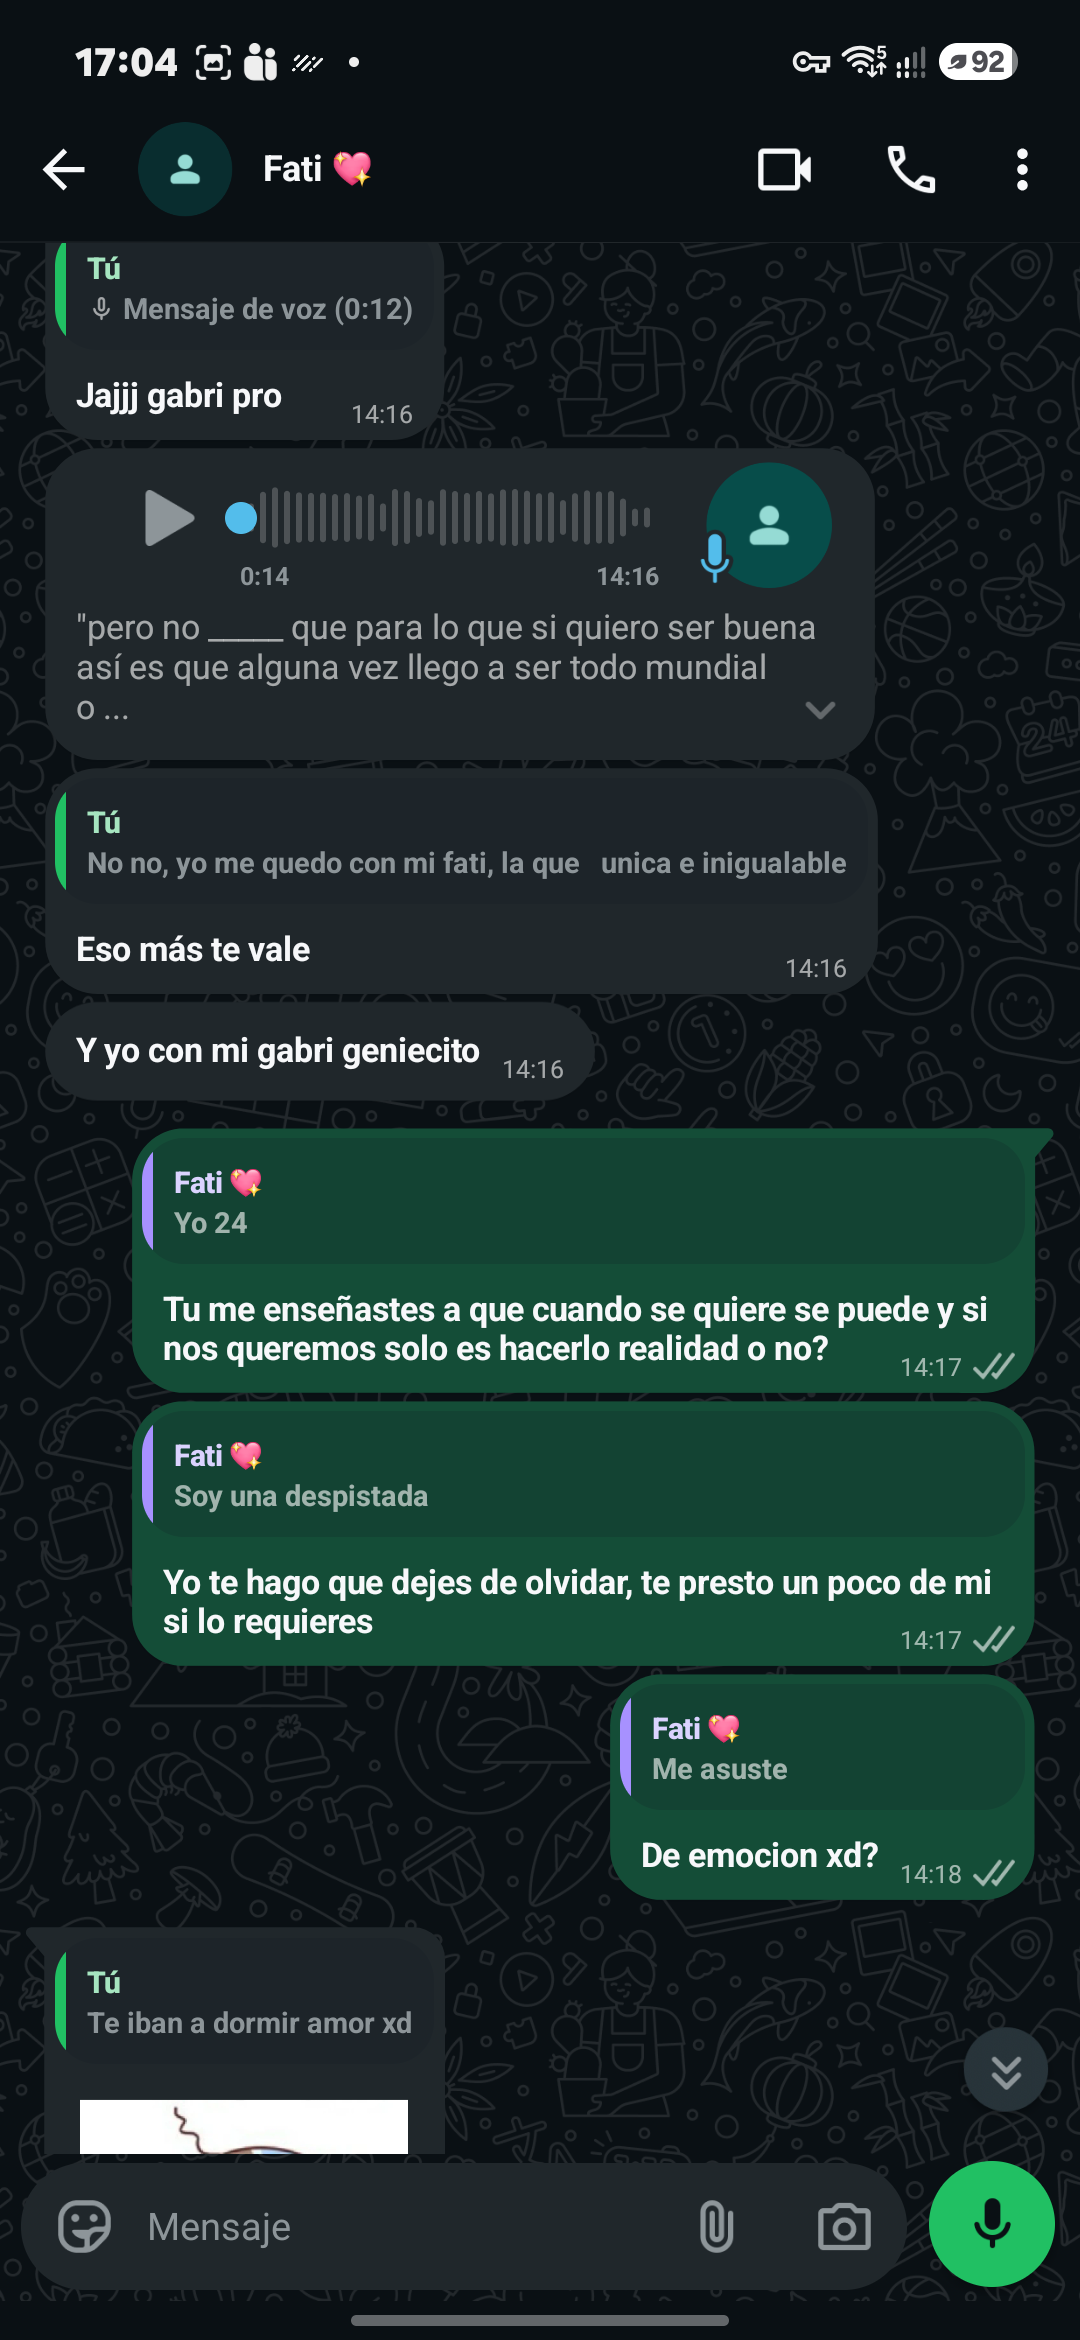 17:04
5
92
Fati 💖
Tú
Mensaje de voz (0:12)
Jajjj gabri pro
14:16
0:14
14:16
"pero no _____ que para lo que si quiero ser buena
así es que alguna vez llego a ser todo mundial
o ...
Tú
No no, yo me quedo con mi fati, la que unica e inigualable
Eso más te vale
14:16
Y yo con mi gabri geniecito
14:16
Fati 💖
Yo 24
Tu me enseñastes a que cuando se quiere se puede y si
nos queremos solo es hacerlo realidad o no?
14:17
Fati 💖
Soy una despistada
Yo te hago que dejes de olvidar, te presto un poco de mi
si lo requieres
14:17
Fati 💖
Me asuste
De emocion xd?
14:18
Tú
Te iban a dormir amor xd
Mensaje